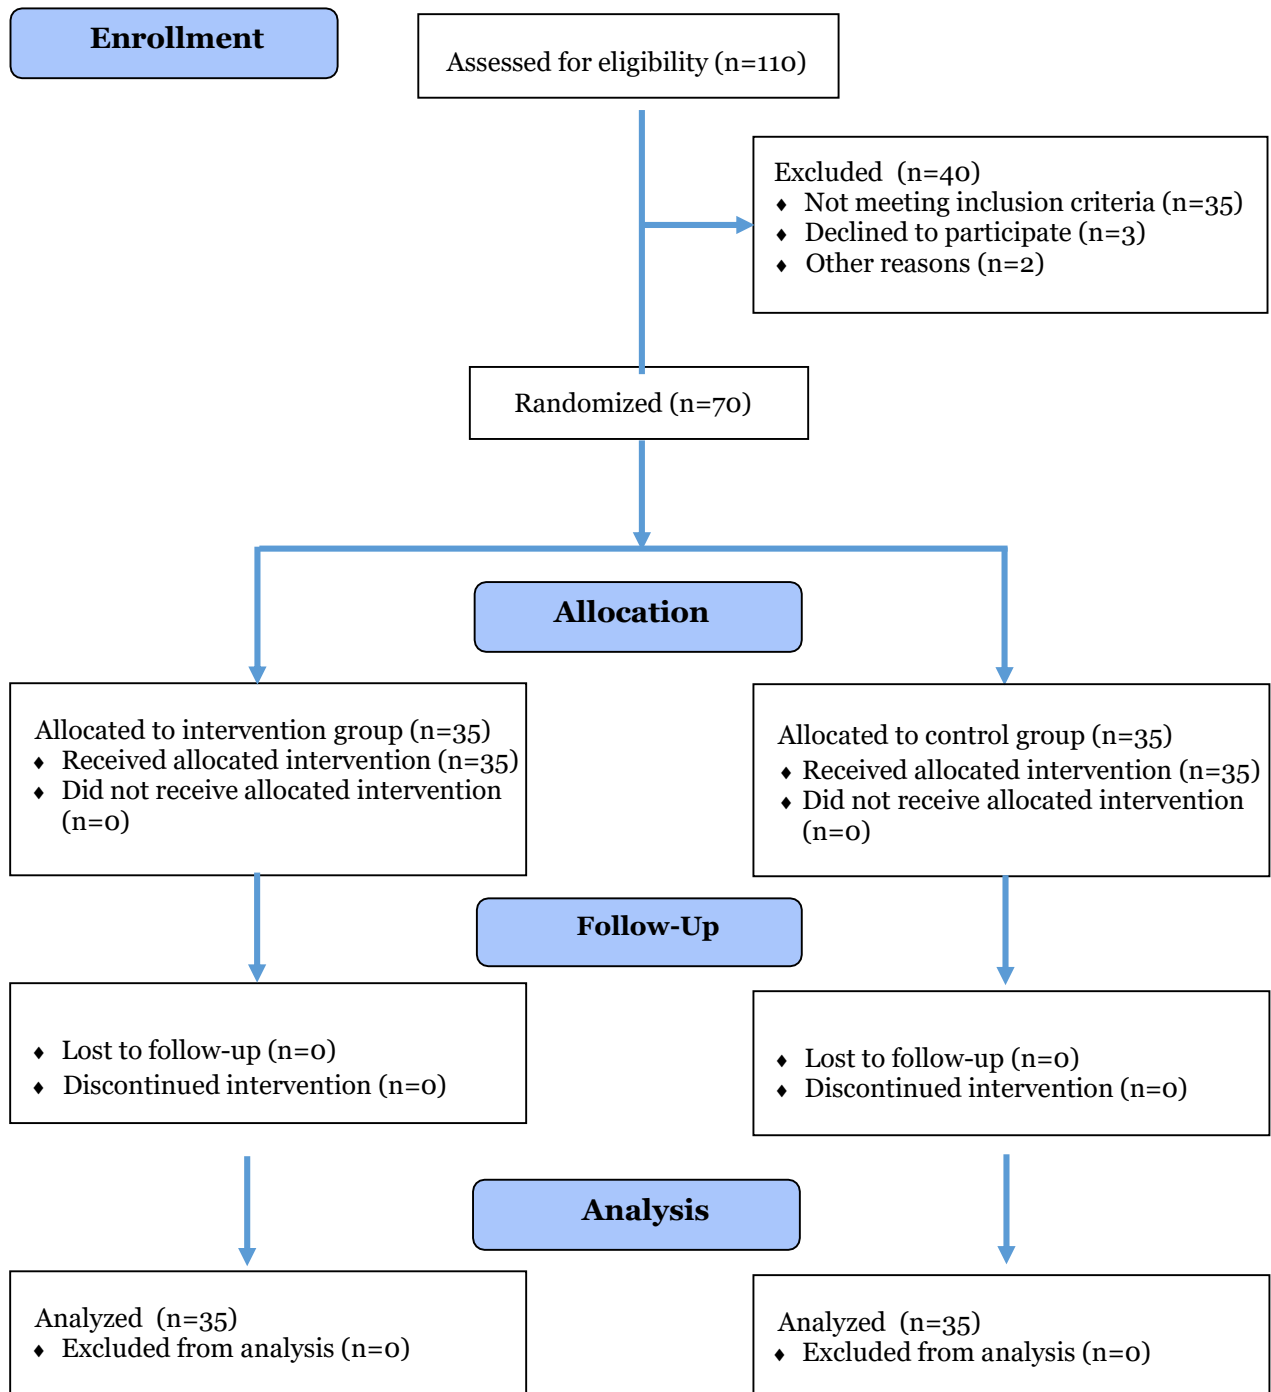 Enrollment
Assessed for eligibility (n=110)
Excluded (n=40)
♦ Not meeting inclusion criteria (n=35)
♦ Declined to participate (n=3)
♦ Other reasons (n=2)
Randomized (n=70)
Allocation
Allocated to intervention group (n=35)
♦ Received allocated intervention (n=35)
♦ Did not receive allocated intervention
(n=0)
Allocated to control group (n=35)
♦ Received allocated intervention (n=35)
♦ Did not receive allocated intervention
(n=0)
Follow-Up
♦ Lost to follow-up (n=0)
♦ Discontinued intervention (n=0)
♦ Lost to follow-up (n=0)
♦ Discontinued intervention (n=0)
Analysis
Analyzed (n=35)
♦ Excluded from analysis (n=0)
Analyzed (n=35)
♦ Excluded from analysis (n=0)